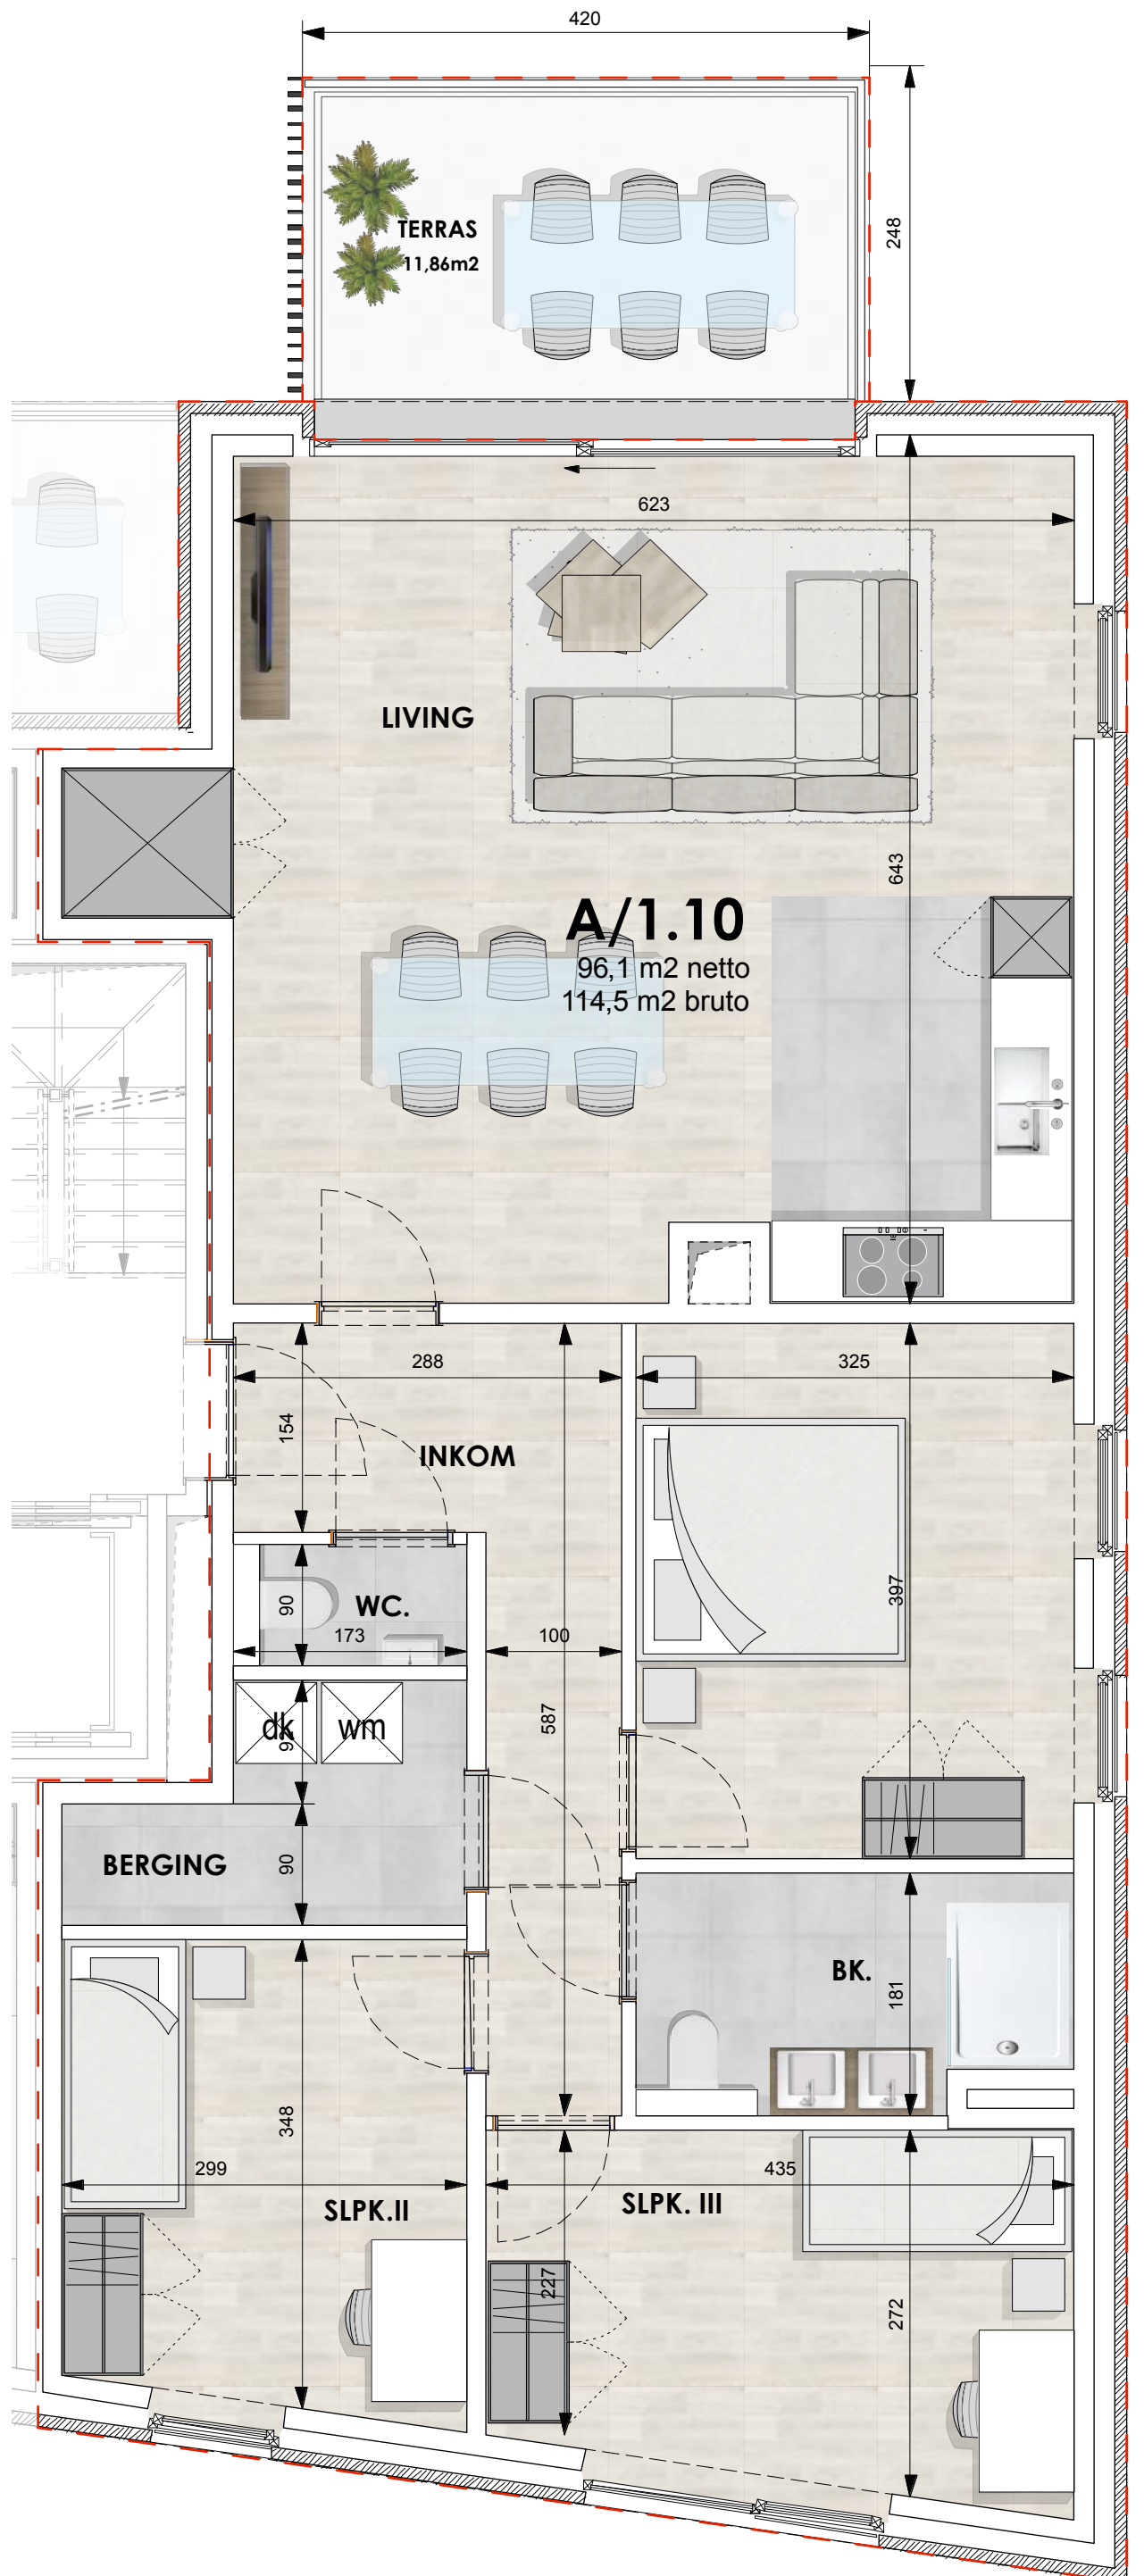 420
248
TERRAS
11,86m2
623
LIVING
643
A/1.10
96,1 m2 netto
114,5 m2 bruto
288
325
154
INKOM
397
90
WC.
173
100
587
dk
wm
BERGING
90
BK.
181
348
299
435
SLPK.II
SLPK. III
227
272